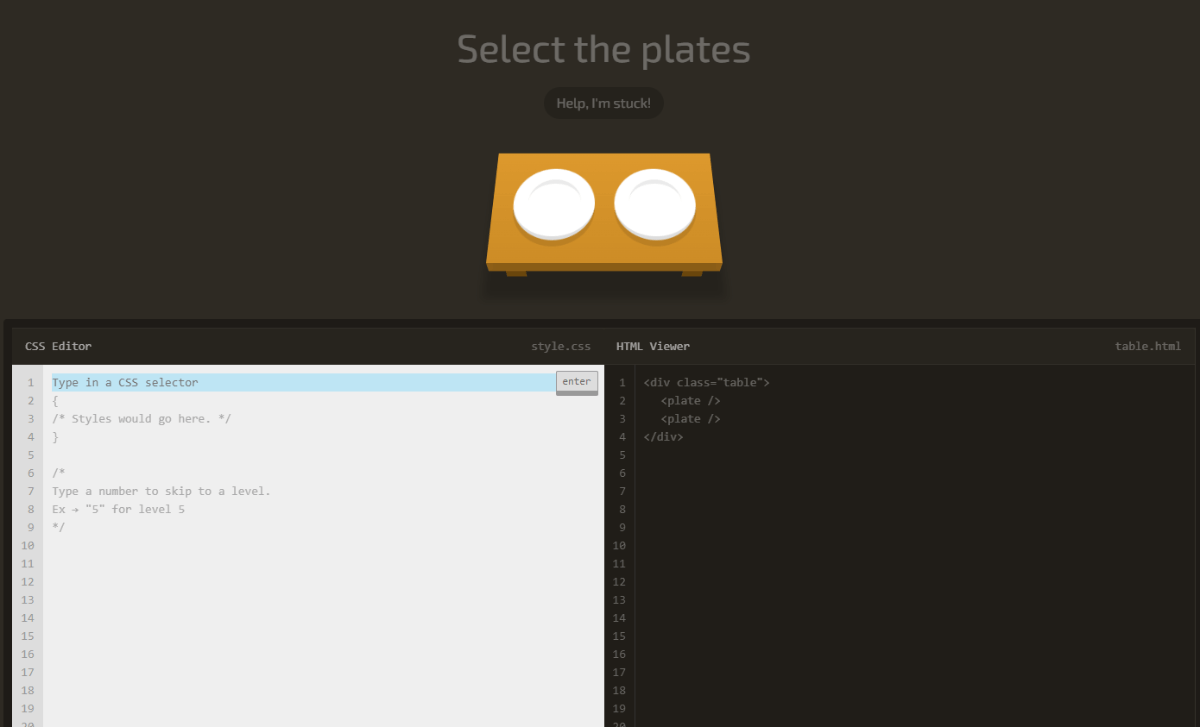 Select the plates
Help, I'm stuck!
CSS Editor
style.css
1 Type in a CSS selector
enter
2 {
3 /* Styles would go here. */
4 }
5
6 /*
7 Type a number to skip to a level.
8 Ex → "5" for level 5
9 */
10
11
12
13
14
15
16
17
18
19
20
HTML Viewer
table.html
1 <div class="table">
2 <plate />
3 <plate />
4 </div>
5
6
7
8
9
10
11
12
13
14
15
16
17
18
19
20